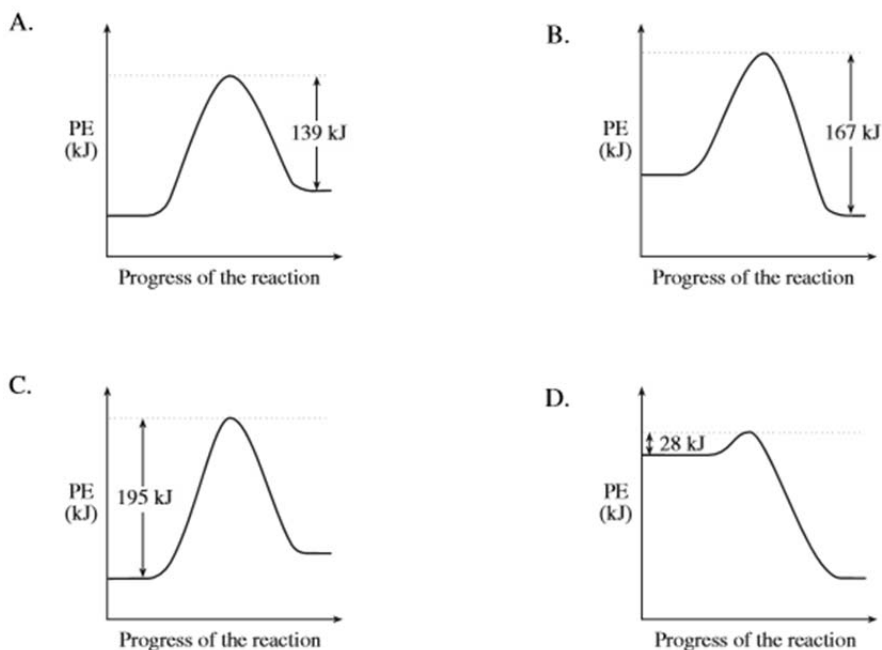 A.
PE
(kJ)
139 kJ
Progress of the reaction
B.
PE
(kJ)
167 kJ
Progress of the reaction
C.
PE
(kJ)
195 kJ
Progress of the reaction
D.
PE
(kJ)
28 kJ
Progress of the reaction